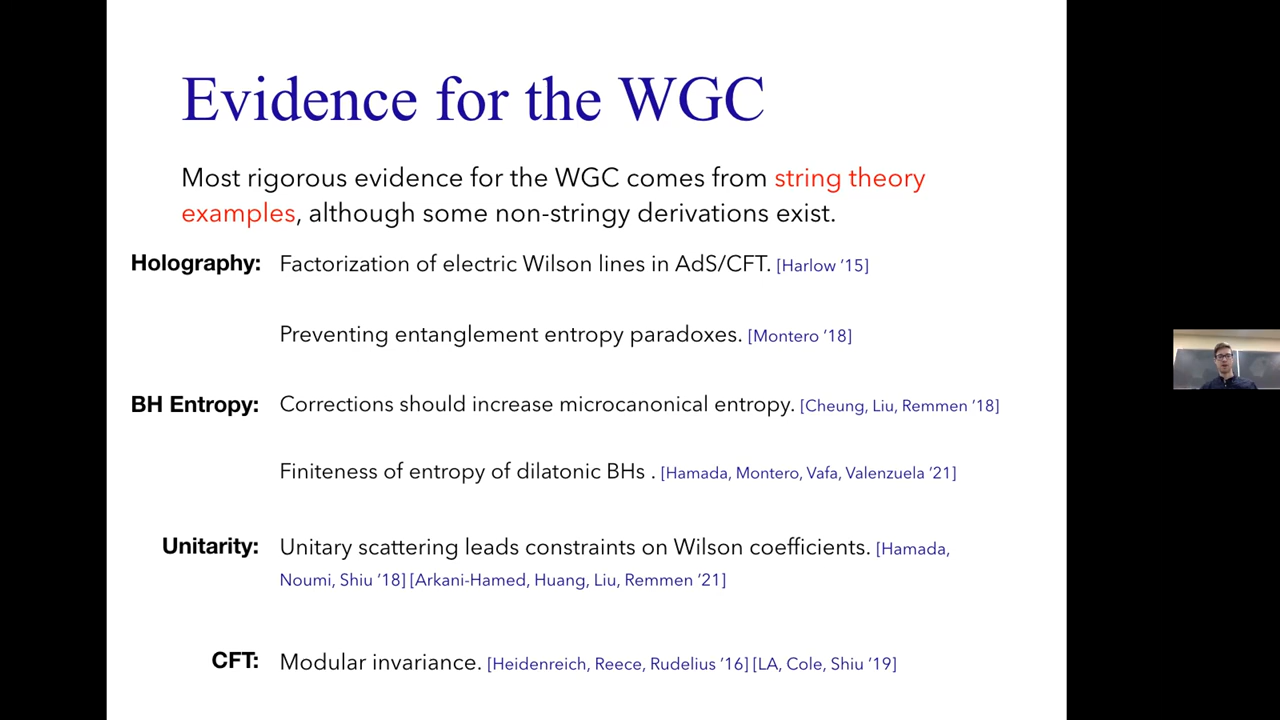 Evidence for the WGC
Most rigorous evidence for the WGC comes from string theory
examples, although some non-stringy derivations exist.
Holography: Factorization of electric Wilson lines in AdS/CFT. [Harlow ’15]
Preventing entanglement entropy paradoxes. [Montero ’18]
BH Entropy: Corrections should increase microcanonical entropy. [Cheung, Liu, Remmen ’18]
Finiteness of entropy of dilatonic BHs . [Hamada, Montero, Vafa, Valenzuela ’21]
Unitarity: Unitary scattering leads constraints on Wilson coefficients. [Hamada,
Noumi, Shiu ’18] [Arkani-Hamed, Huang, Liu, Remmen ’21]
CFT: Modular invariance. [Heidenreich, Reece, Rudelius ’16] [LA, Cole, Shiu ’19]